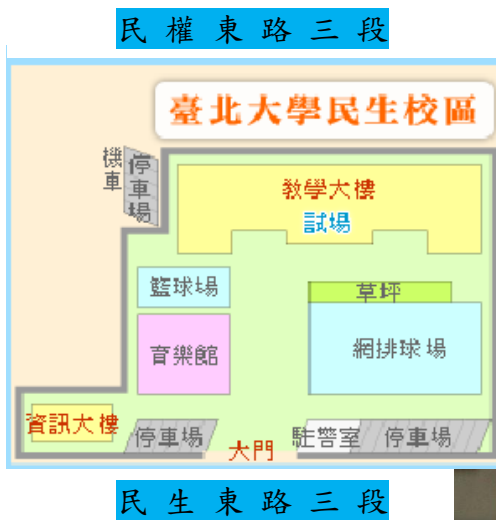 民權東路三段
臺北大學民生校區
機車
停車場
教學大樓
試場
籃球場
草坪
育樂館
網排球場
資訊大樓
停車場
大門
駐警室
停車場
民生東路三段